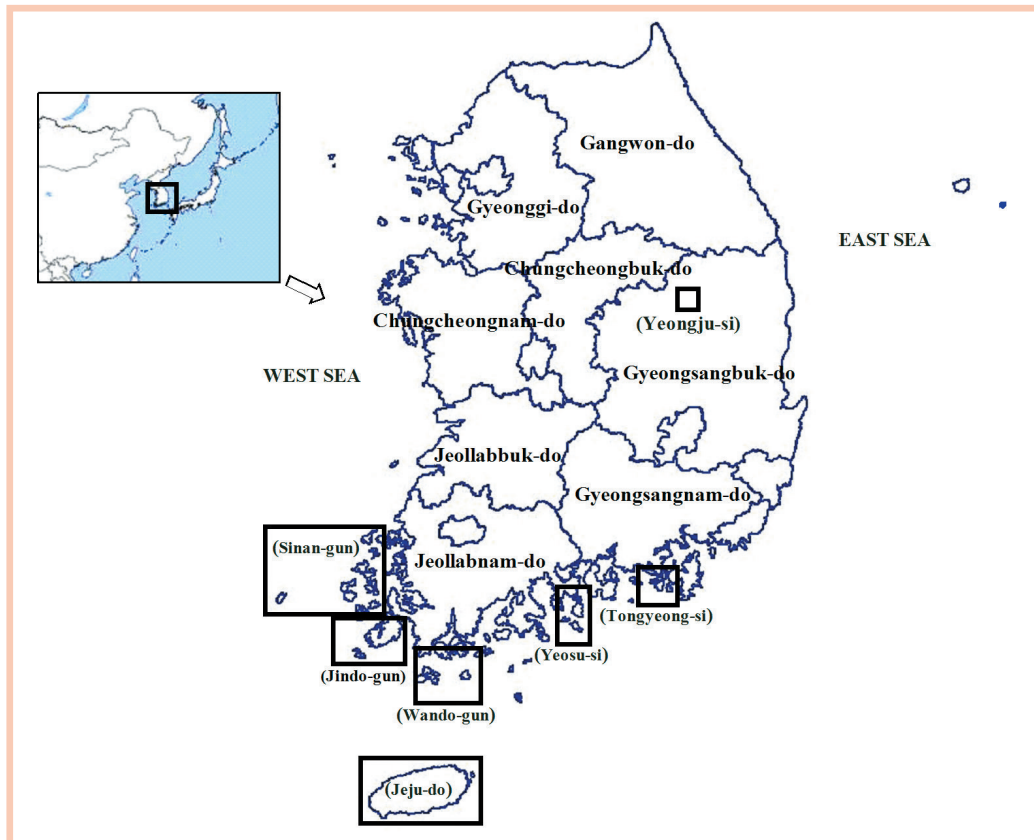 Gangwon-do
Gyeonggi-do
EAST SEA
Chungcheongbuk-do
Chungcheongnam-do
(Yeongju-si)
WEST SEA
Gyeongsangbuk-do
Jeollabbuk-do
Gyeongsangnam-do
(Sinan-gun)
Jeollabnam-do
(Tongyeong-si)
(Yeosu-si)
(Jindo-gun)
(Wando-gun)
(Jeju-do)